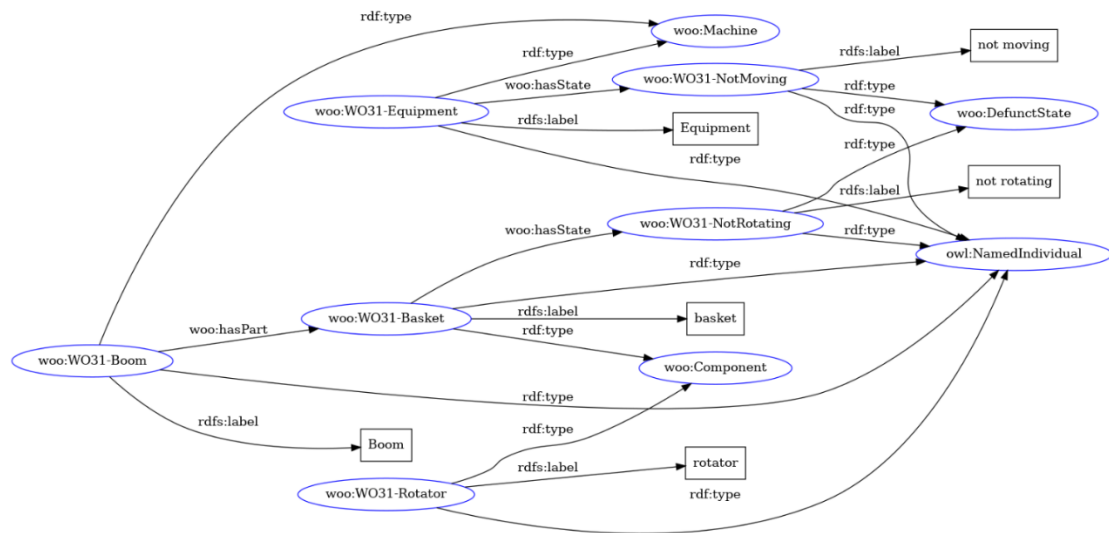 rdf:type
woo:Machine
not moving
rdfs:label
rdf:type
woo:WO31-NotMoving
woo:hasState
rdf:type
woo:WO31-Equipment
rdf:type
woo:DefunctState
rdfs:label
Equipment
rdf:type
rdf:type
rdfs:label
not rotating
woo:WO31-NotRotating
woo:hasState
rdf:type
owl:NamedIndividual
rdf:type
rdfs:label
woo:WO31-Basket
basket
woo:hasPart
rdf:type
woo:WO31-Boom
woo:Component
rdf:type
rdfs:label
rdf:type
Boom
rotator
rdfs:label
woo:WO31-Rotator
rdf:type